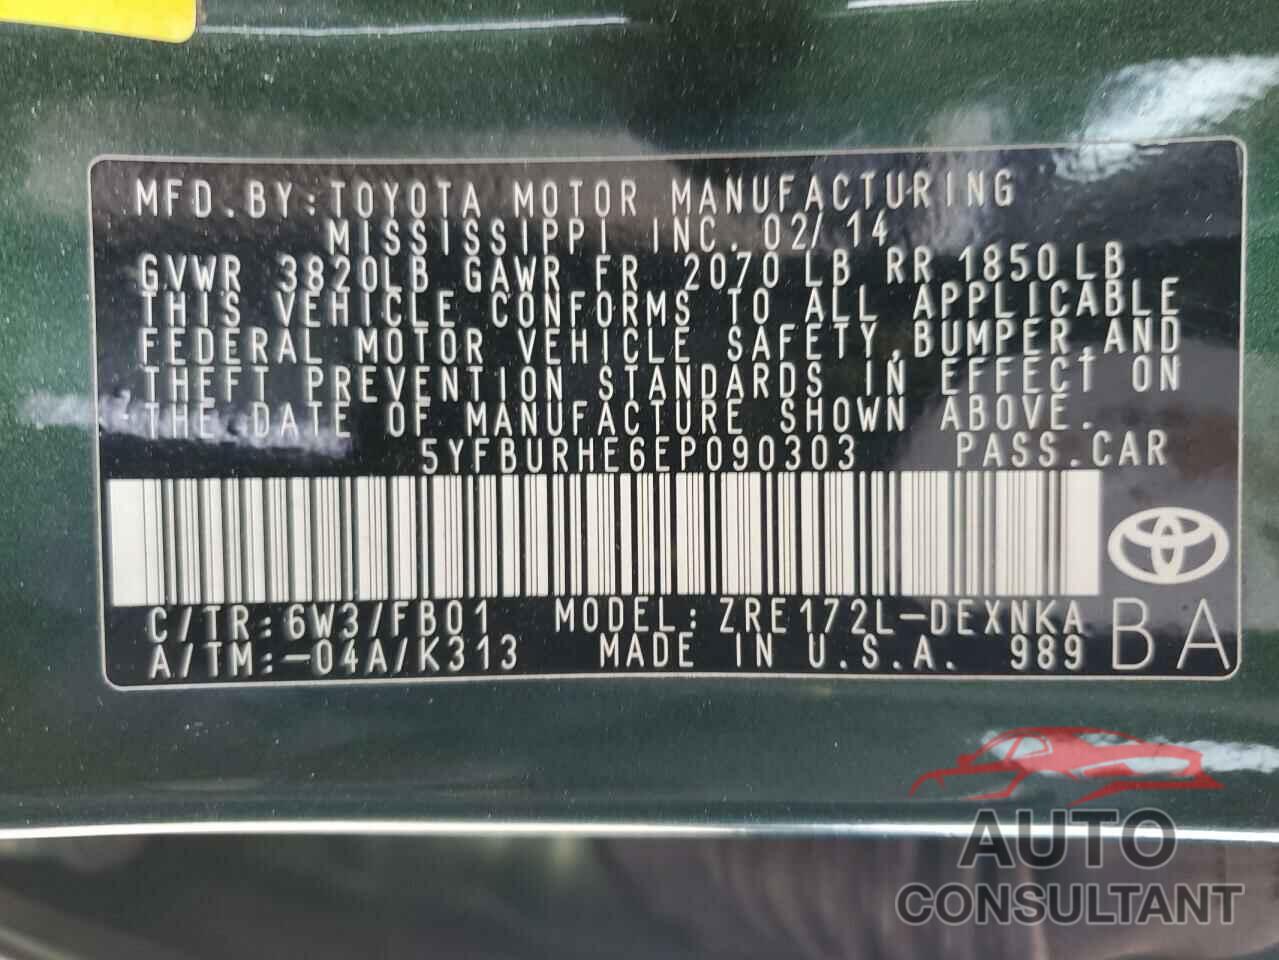 MFD.BY:TOYOTA MOTOR MANUFACTURING
MISSISSIPPI INC. 02/14
GVWR 3820LB GAWR FR 2070 LB RR 1850 LB
THIS VEHICLE CONFORMS TO ALL APPLICABLE
FEDERAL MOTOR VEHICLE SAFETY,BUMPER,AND
THEFT PREVENTION STANDARDS IN EFFECT ON
THE DATE OF MANUFACTURE SHOWN ABOVE.
5YFBURHE6EP090303 PASS.CAR
C/TR:6W3/FB01 MODEL:ZRE172L-DEXNKA
A/TM:-04A/K313 MADE IN U.S.A. 989
BA
AUTO
CONSULTANT